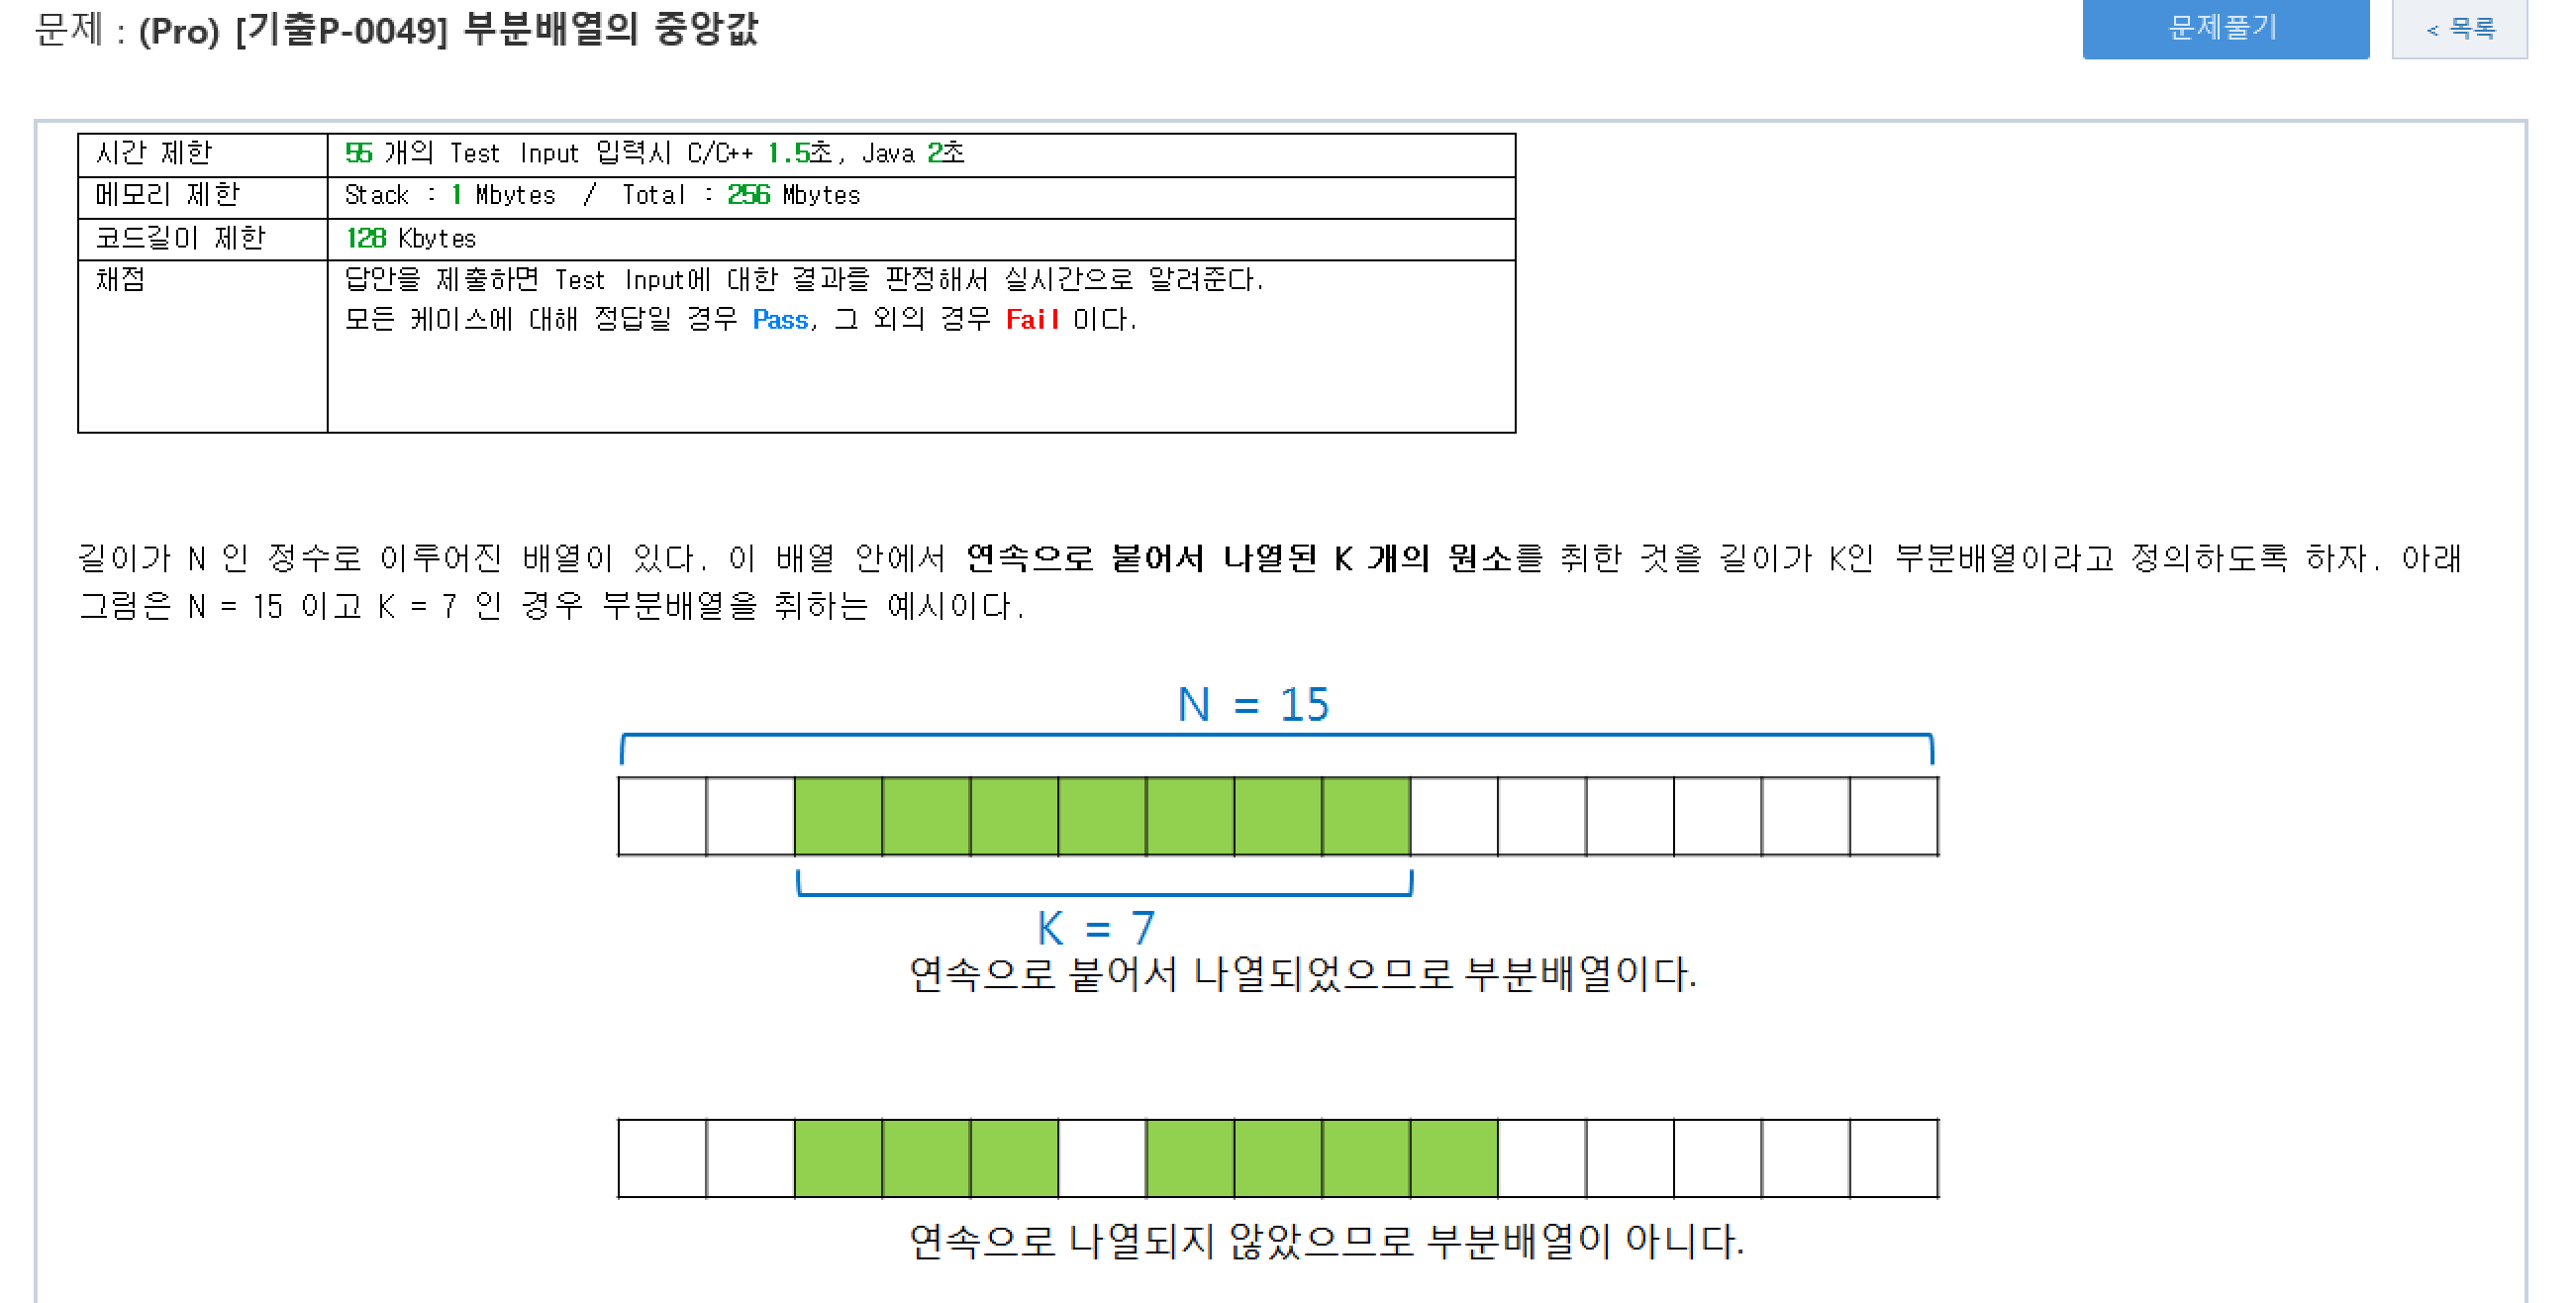 문제 : (Pro) [기출P-0049] 부분배열의 중앙값
문제풀기
< 목록
시간 제한 55 개의 Test Input 입력시 C/C++ 1.5초, Java 2초
메모리 제한 Stack : 1 Mbytes / Total : 256 Mbytes
코드길이 제한 128 Kbytes
채점 답안을 제출하면 Test Input에 대한 결과를 판정해서 실시간으로 알려준다.
모든 케이스에 대해 정답일 경우 Pass, 그 외의 경우 Fail 이다.
길이가 N 인 정수로 이루어진 배열이 있다. 이 배열 안에서 연속으로 붙어서 나열된 K 개의 원소를 취한 것을 길이가 K인 부분배열이라고 정의하도록 하자. 아래
그림은 N = 15 이고 K = 7 인 경우 부분배열을 취하는 예시이다.
N = 15
K = 7
연속으로 붙어서 나열되었으므로 부분배열이다.
연속으로 나열되지 않았으므로 부분배열이 아니다.